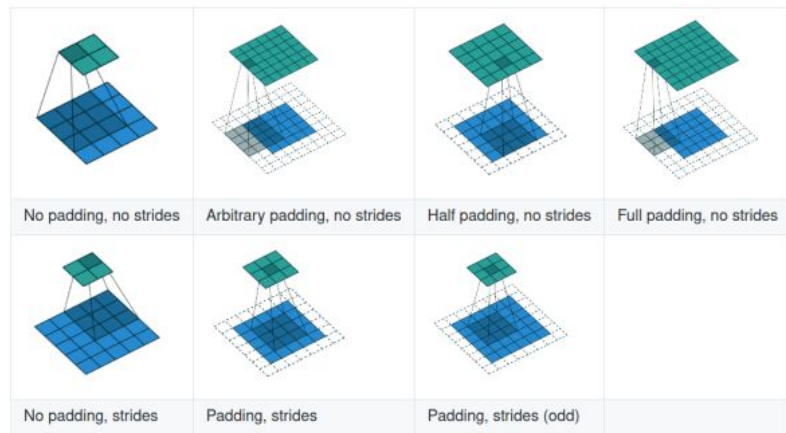 No padding, no strides
Arbitrary padding, no strides
Half padding, no strides
Full padding, no strides
No padding, strides
Padding, strides
Padding, strides (odd)